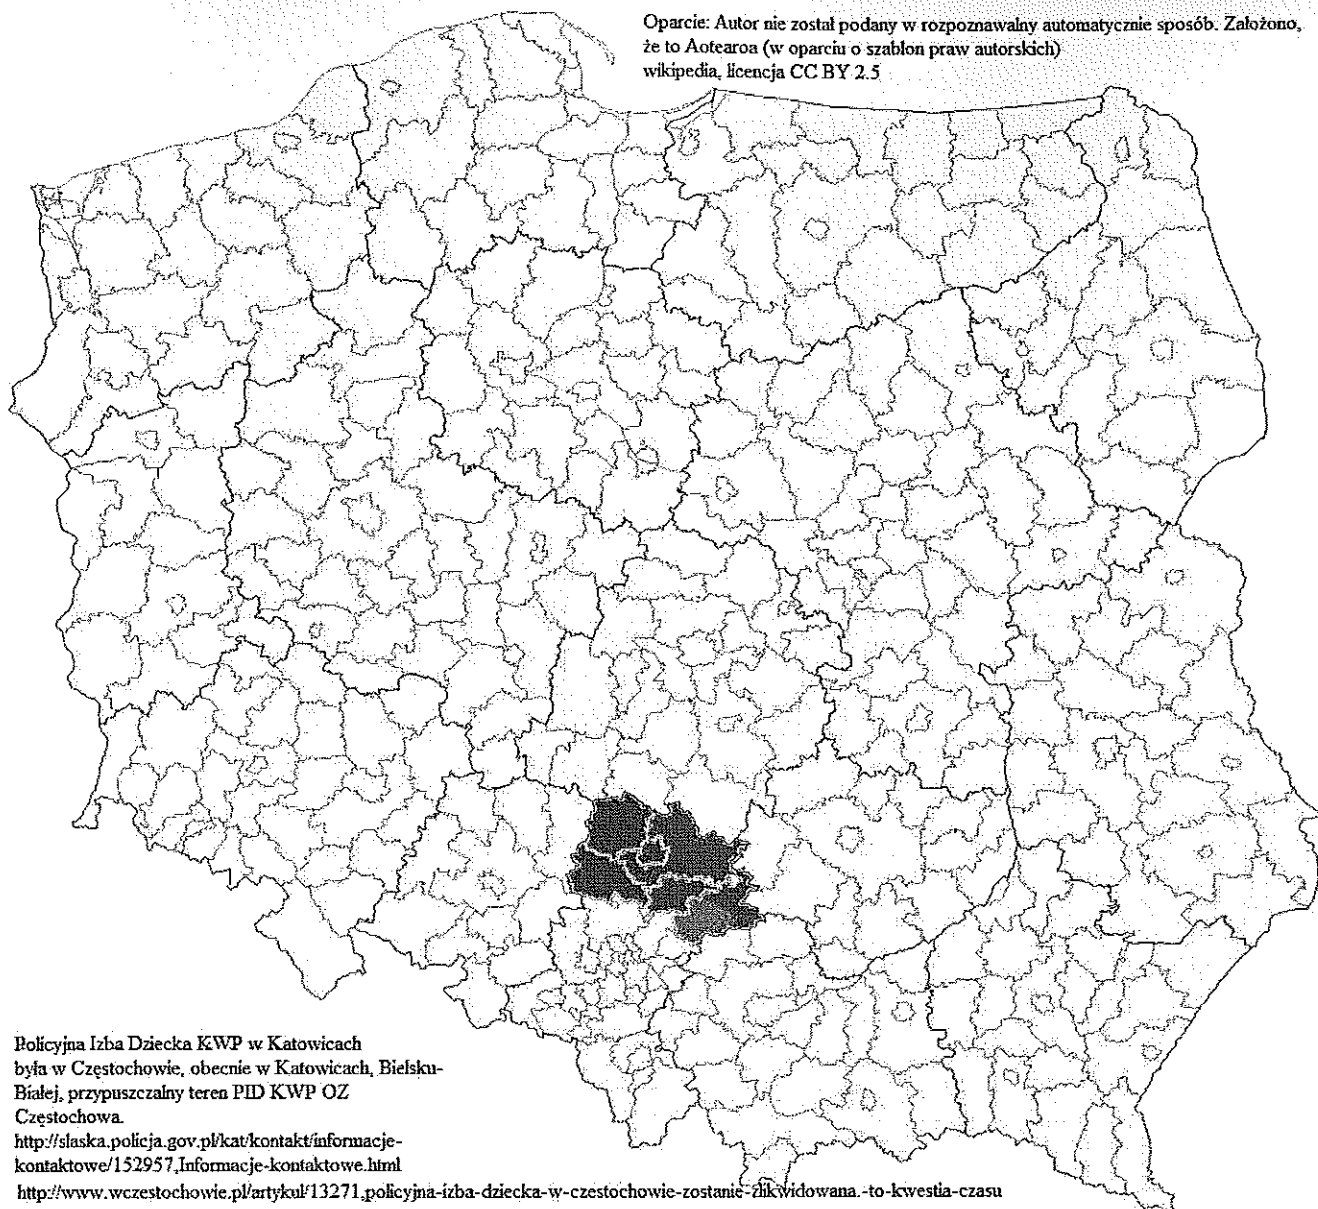 Oparcie: Autor nie został podany w rozpoznawalny automatycznie sposób. Założono,
że to Aotearoa (w oparciu o szablon praw autorskich)
wikipedia, licencja CC BY 2.5
Policyjna Izba Dziecka KWP w Katowicach
była w Częstochowie, obecnie w Katowicach, Bielsku-
Białej, przypuszczalny teren PID KWP OZ
Częstochowa.
http://slaska.policja.gov.pl/kat/kontakt/informacje-
kontaktowe/152957,Informacje-kontaktowe.html
http://www.wczestochowie.pl/artykul/13271,policyjna-izba-dziecka-w-czestochowie-zostanie-zlikwidowana.-to-kwestia-czasu